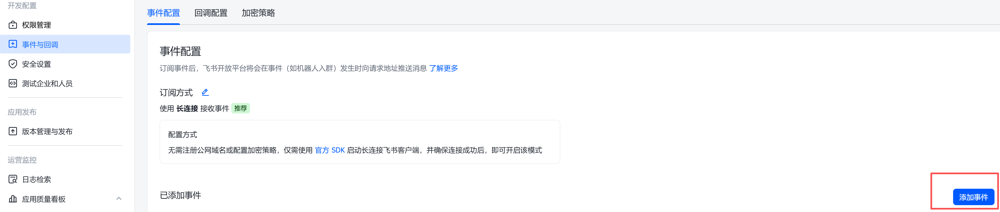 开发配置
权限管理
事件与回调
安全设置
测试企业和人员
应用发布
版本管理与发布
运营监控
日志检索
应用质量看板
事件配置 回调配置 加密策略
事件配置
订阅事件后，飞书开放平台将会在事件（如机器人入群）发生时向请求地址推送消息 了解更多
订阅方式
使用 长连接 接收事件 推荐
配置方式
无需注册公网域名或配置加密策略，仅需使用 官方 SDK 启动长连接飞书客户端，并确保连接成功后，即可开启该模式
已添加事件
添加事件